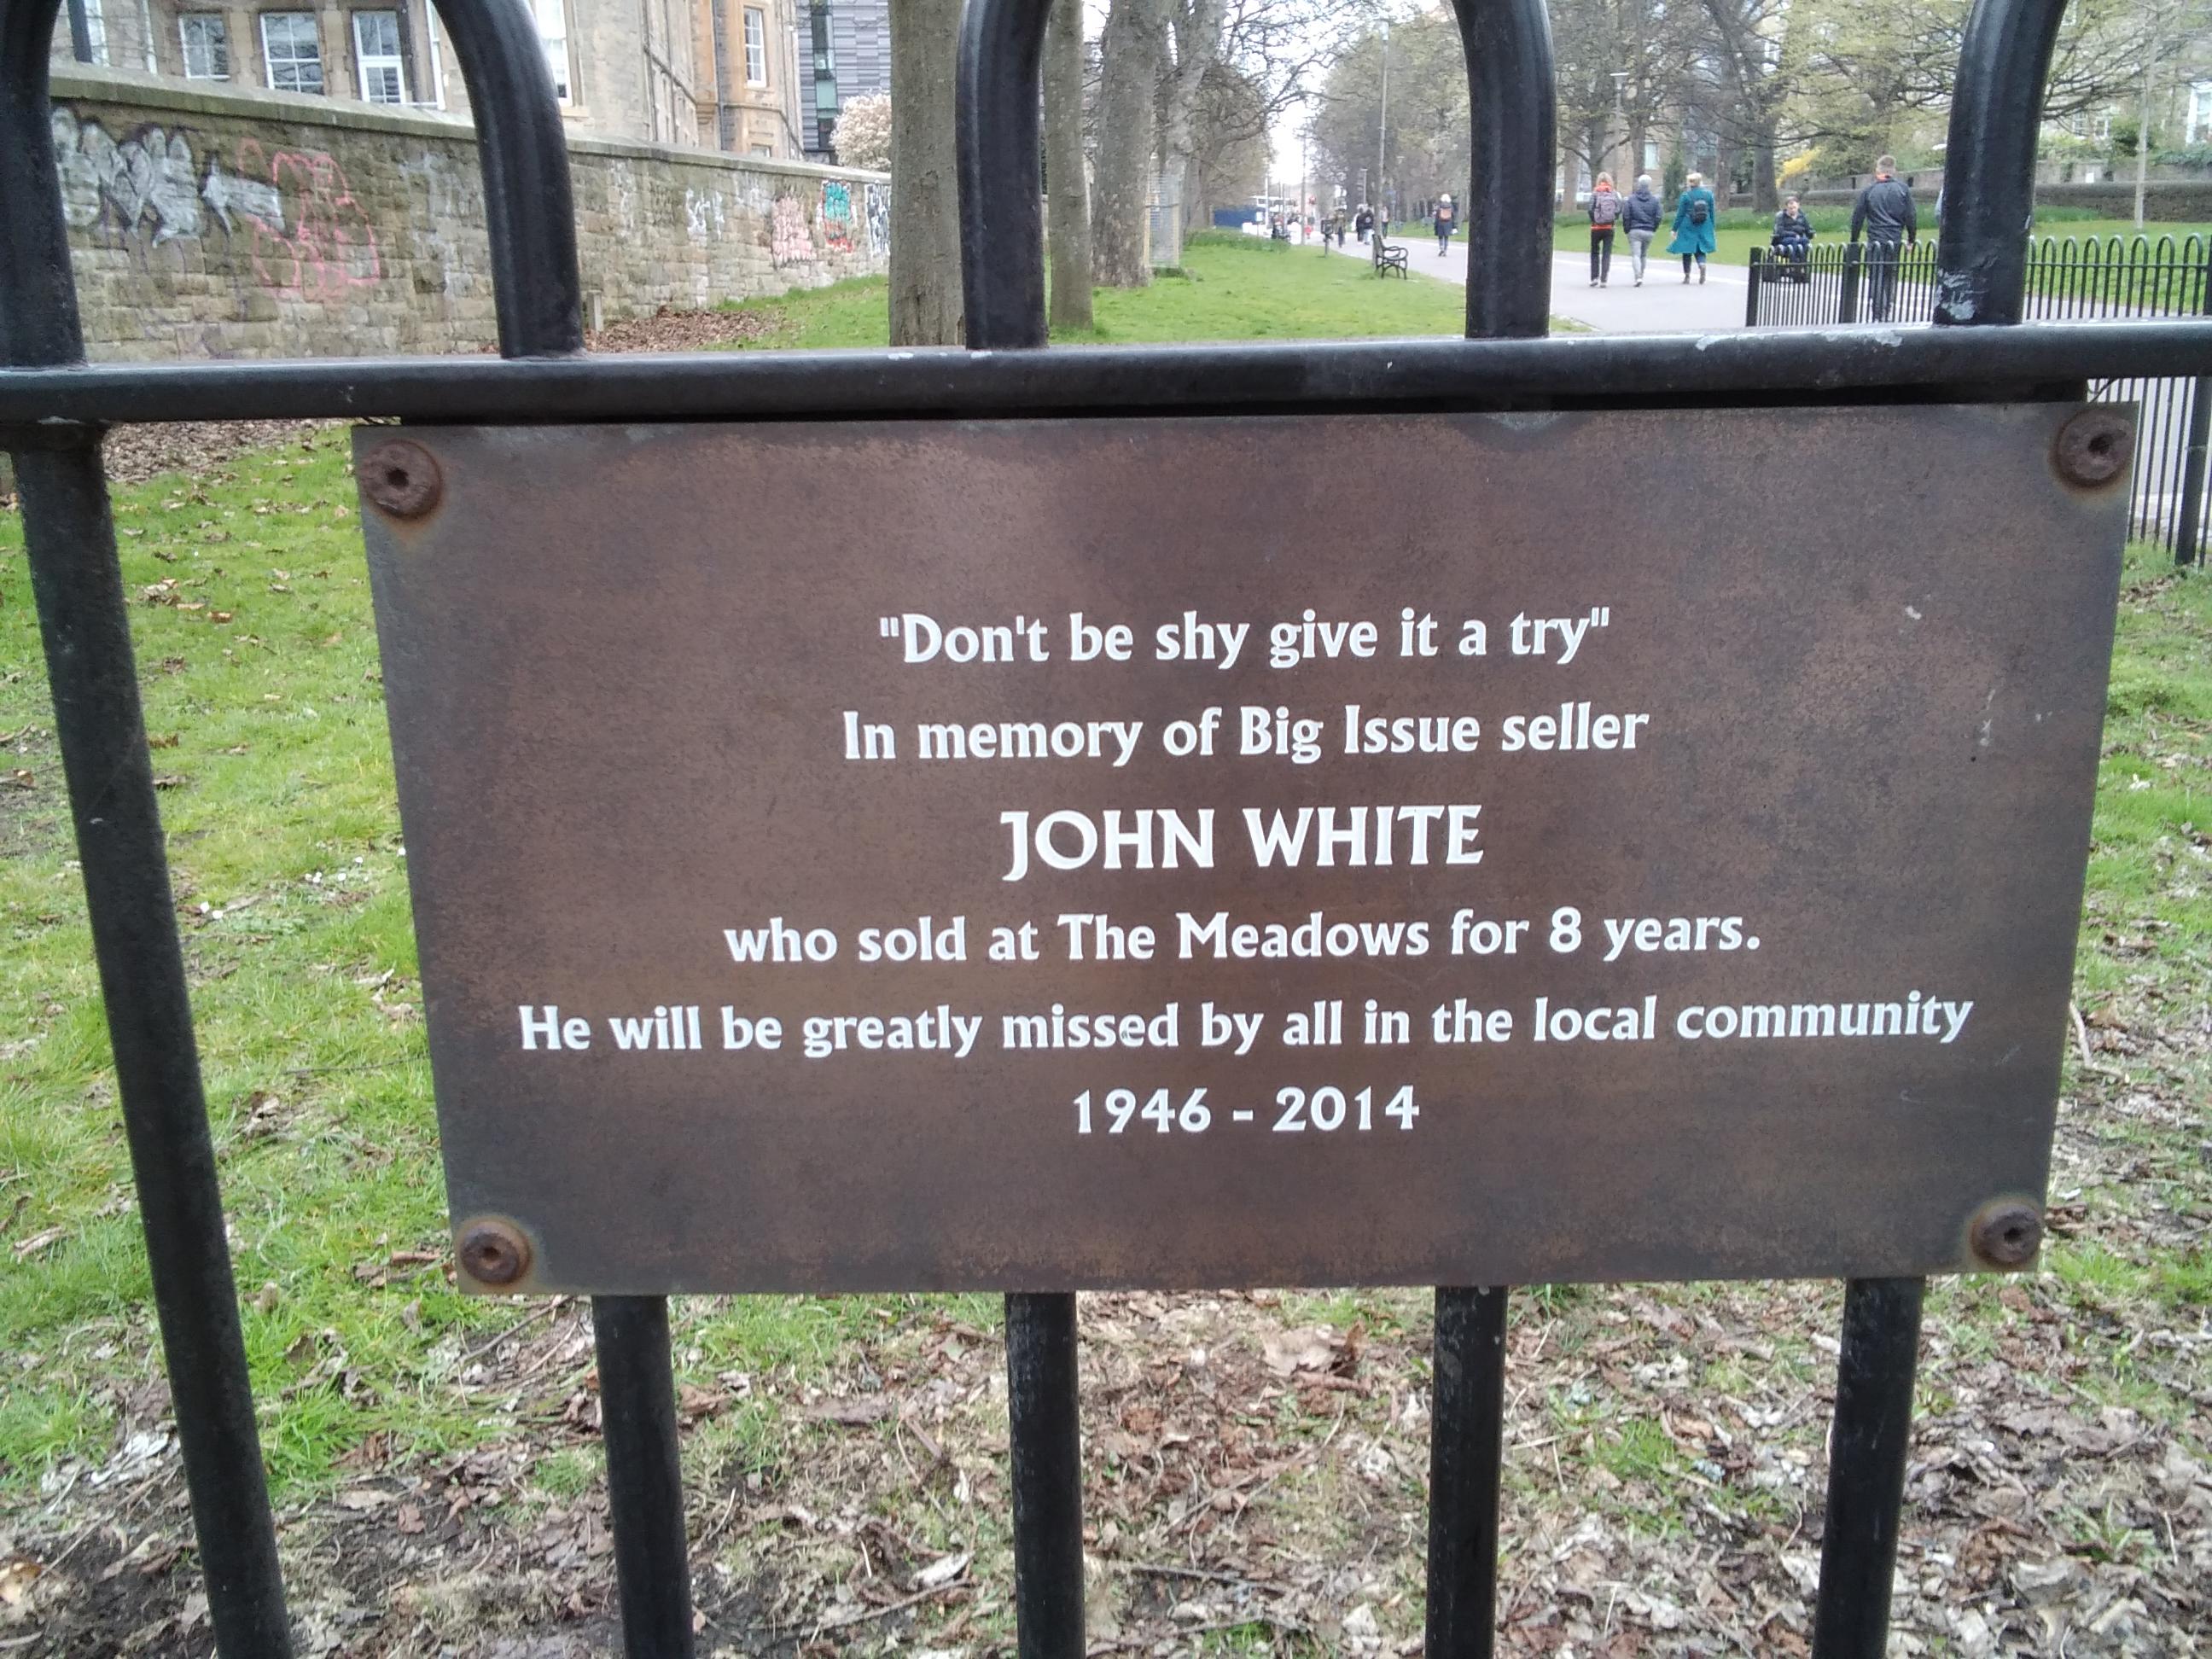 "Don't be shy give it a try"
In memory of Big Issue seller
JOHN WHITE
who sold at The Meadows for 8 years.
He will be greatly missed by all in the local community
1946 - 2014